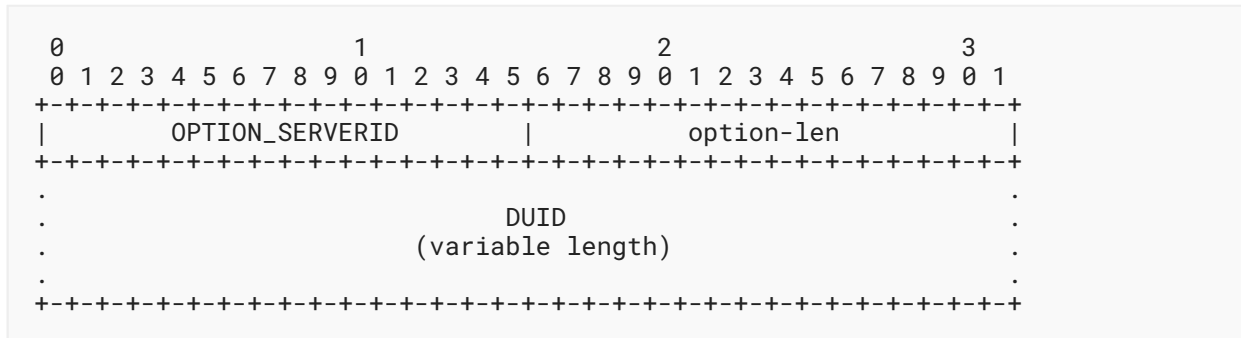 0                   1                   2                   3
 0 1 2 3 4 5 6 7 8 9 0 1 2 3 4 5 6 7 8 9 0 1 2 3 4 5 6 7 8 9 0 1
+-+-+-+-+-+-+-+-+-+-+-+-+-+-+-+-+-+-+-+-+-+-+-+-+-+-+-+-+-+-+-+-+
|        OPTION_SERVERID        |          option-len           |
+-+-+-+-+-+-+-+-+-+-+-+-+-+-+-+-+-+-+-+-+-+-+-+-+-+-+-+-+-+-+-+-+
.                                                               .
.                              DUID                             .
.                        (variable length)                      .
.                                                               .
+-+-+-+-+-+-+-+-+-+-+-+-+-+-+-+-+-+-+-+-+-+-+-+-+-+-+-+-+-+-+-+-+